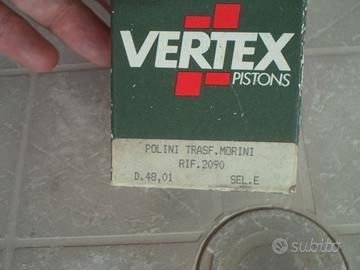 VERTEX
PISTONS
POLINI TRASF.MORINI
RIF.2090
D.48,01 SEL.E
subito